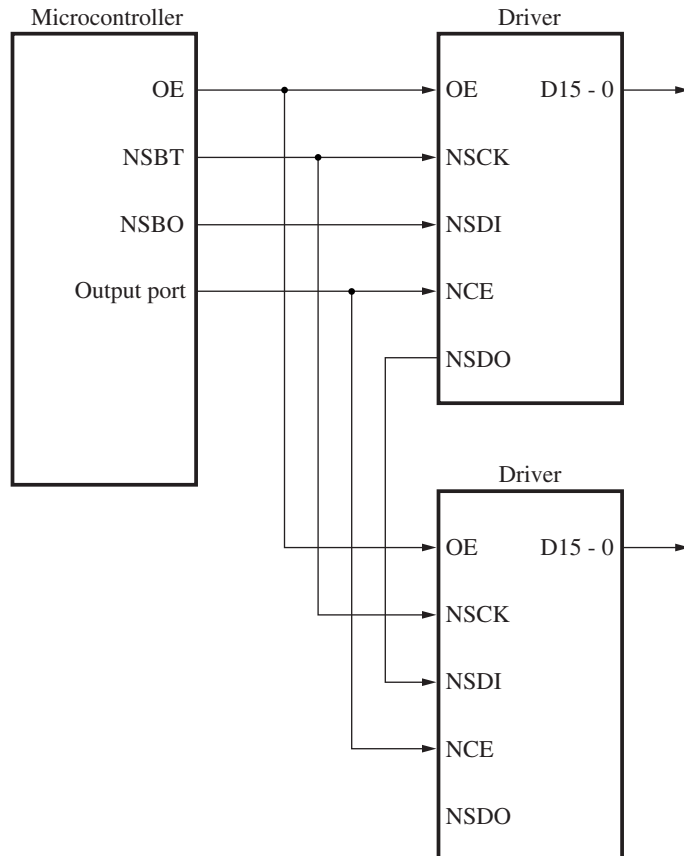 Microcontroller
OE
NSBT
NSBO
Output port
Driver
OE
D15 - 0
NSCK
NSDI
NCE
NSDO
Driver
OE
D15 - 0
NSCK
NSDI
NCE
NSDO